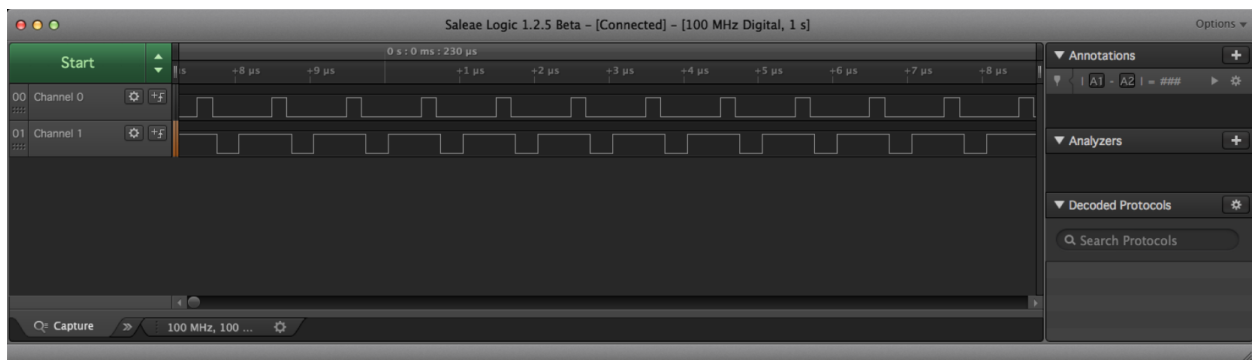 Saleae Logic 1.2.5 Beta – [Connected] – [100 MHz Digital, 1 s]
Options
Start
0 s : 0 ms : 230 µs
+8 µs +9 µs +1 µs +2 µs +3 µs +4 µs +5 µs +6 µs +7 µs +8 µs
00 Channel 0
01 Channel 1
Annotations
| A1 - A2 | = ###
Analyzers
Decoded Protocols
Search Protocols
Capture
100 MHz, 100 ...